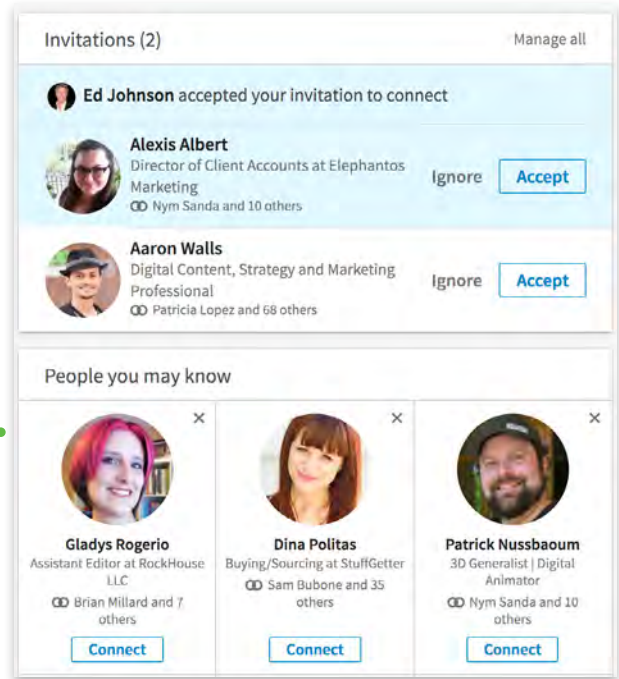 Invitations (2)
Manage all
Ed Johnson accepted your invitation to connect
Alexis Albert
Director of Client Accounts at Elephantos
Marketing
Nym Sanda and 10 others
Ignore
Accept
Aaron Walls
Digital Content, Strategy and Marketing
Professional
Patricia Lopez and 68 others
Ignore
Accept
People you may know
Gladys Rogerio
Assistant Editor at RockHouse
LLC
Brian Millard and 7
others
Connect
Dina Politas
Buying/Sourcing at StuffGetter
Sam Bubone and 35
others
Connect
Patrick Nussbaoum
3D Generalist | Digital
Animator
Nym Sanda and 10
others
Connect